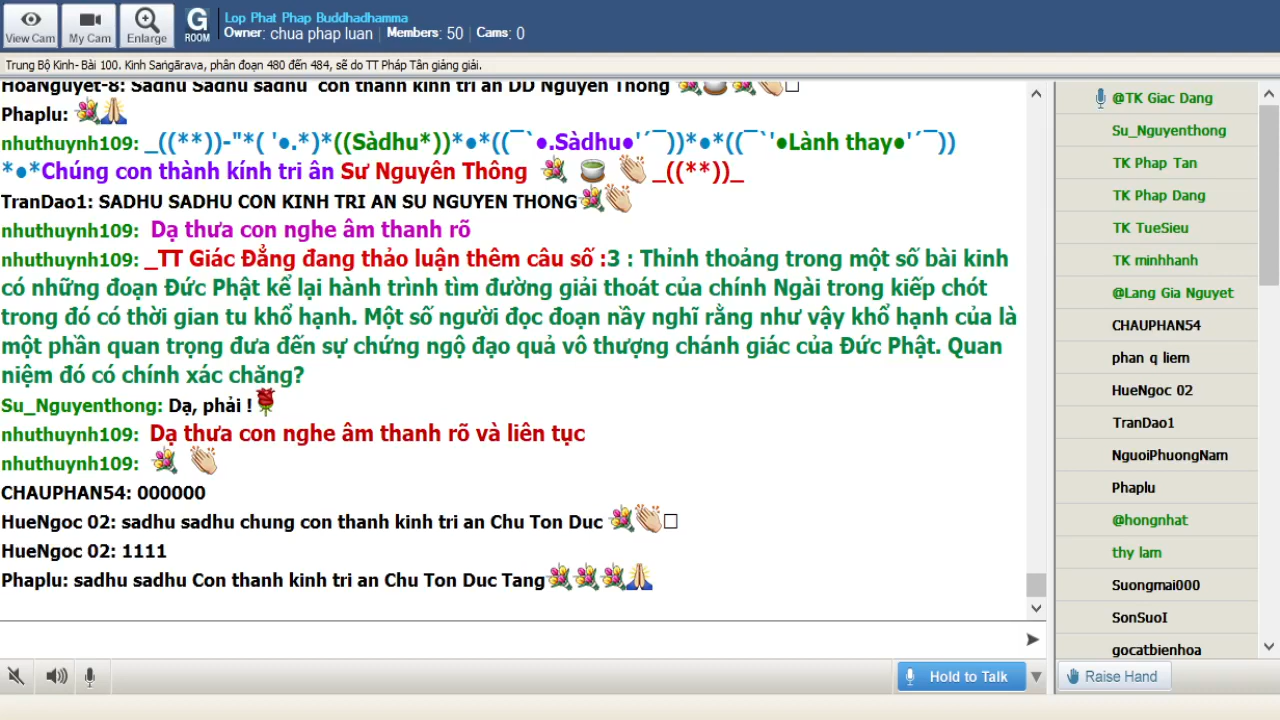 View Cam
My Cam
Enlarge
G
ROOM
Lop Phat Phap Buddhadhamma
Owner: chua phap luan | Members: 50 | Cams: 0
Trung Bộ Kinh- Bài 100. Kinh Saṅgārava, phân đoạn 480 đến 484, sẽ do TT Pháp Tân giảng giải.
HoaNguyet-8: Sadhu Sadhu sadhu con thanh kinh tri an DD Nguyen Thong
Phaplu:
nhuthuynh109: _((**))-"*( '●.*)*((Sàdhu*))*●*((¯`●.Sàdhu●'´¯))*●*((¯`'●Lành thay●'´¯))
*●*Chúng con thành kính tri ân Sư Nguyên Thông _((**))_
TranDao1: SADHU SADHU CON KINH TRI AN SU NGUYEN THONG
nhuthuynh109: Dạ thưa con nghe âm thanh rõ
nhuthuynh109: _TT Giác Đẳng đang thảo luận thêm câu số :3 : Thỉnh thoảng trong một số bài kinh
có những đoạn Đức Phật kể lại hành trình tìm đường giải thoát của chính Ngài trong kiếp chót
trong đó có thời gian tu khổ hạnh. Một số người đọc đoạn nầy nghĩ rằng như vậy khổ hạnh của là
một phần quan trọng đưa đến sự chứng ngộ đạo quả vô thượng chánh giác của Đức Phật. Quan
niệm đó có chính xác chăng?
Su_Nguyenthong: Dạ, phải !
nhuthuynh109: Dạ thưa con nghe âm thanh rõ và liên tục
nhuthuynh109:
CHAUPHAN54: 000000
HueNgoc 02: sadhu sadhu chung con thanh kinh tri an Chu Ton Duc
HueNgoc 02: 1111
Phaplu: sadhu sadhu Con thanh kinh tri an Chu Ton Duc Tang
Hold to Talk
@TK Giac Dang
Su_Nguyenthong
TK Phap Tan
TK Phap Dang
TK TueSieu
TK minhhanh
@Lang Gia Nguyet
CHAUPHAN54
phan q liem
HueNgoc 02
TranDao1
NguoiPhuongNam
Phaplu
@hongnhat
thy lam
Suongmai000
SonSuoI
gocatbienhoa
Raise Hand